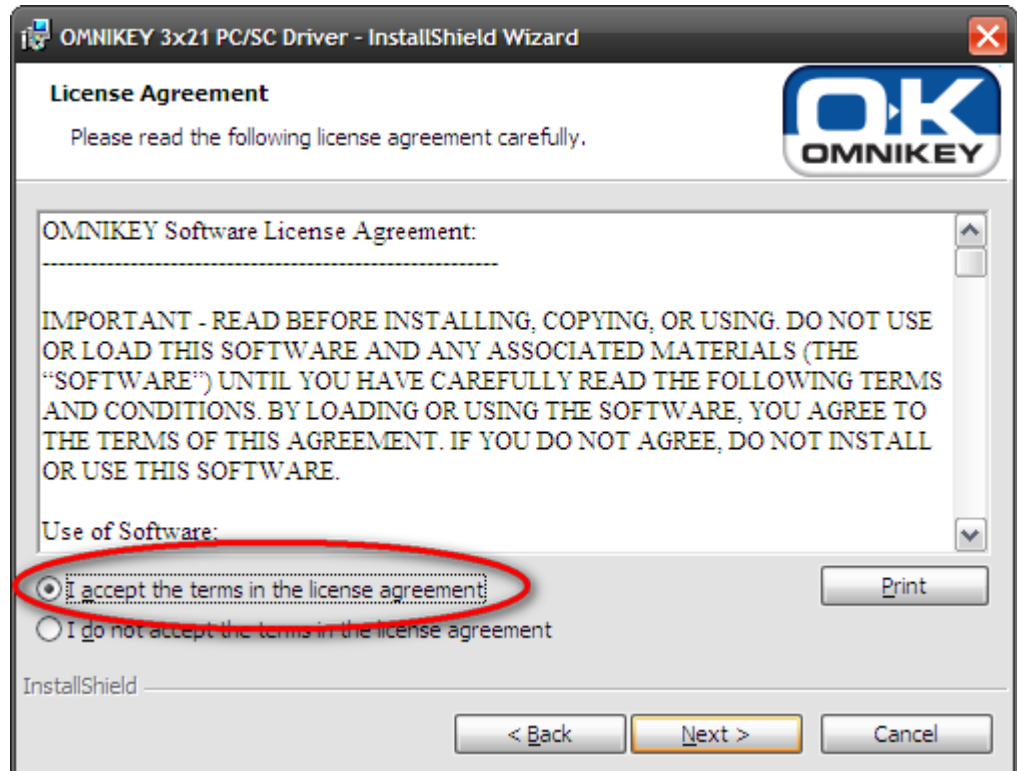 OMNIKEY 3x21 PC/SC Driver - InstallShield Wizard
License Agreement
Please read the following license agreement carefully.
OK
OMNIKEY
OMNIKEY Software License Agreement:
---------------------------------------------------------
IMPORTANT - READ BEFORE INSTALLING, COPYING, OR USING. DO NOT USE
OR LOAD THIS SOFTWARE AND ANY ASSOCIATED MATERIALS (THE
“SOFTWARE”) UNTIL YOU HAVE CAREFULLY READ THE FOLLOWING TERMS
AND CONDITIONS. BY LOADING OR USING THE SOFTWARE, YOU AGREE TO
THE TERMS OF THIS AGREEMENT. IF YOU DO NOT AGREE, DO NOT INSTALL
OR USE THIS SOFTWARE.
Use of Software:
I accept the terms in the license agreement
Print
I do not accept the terms in the license agreement
InstallShield
< Back
Next >
Cancel